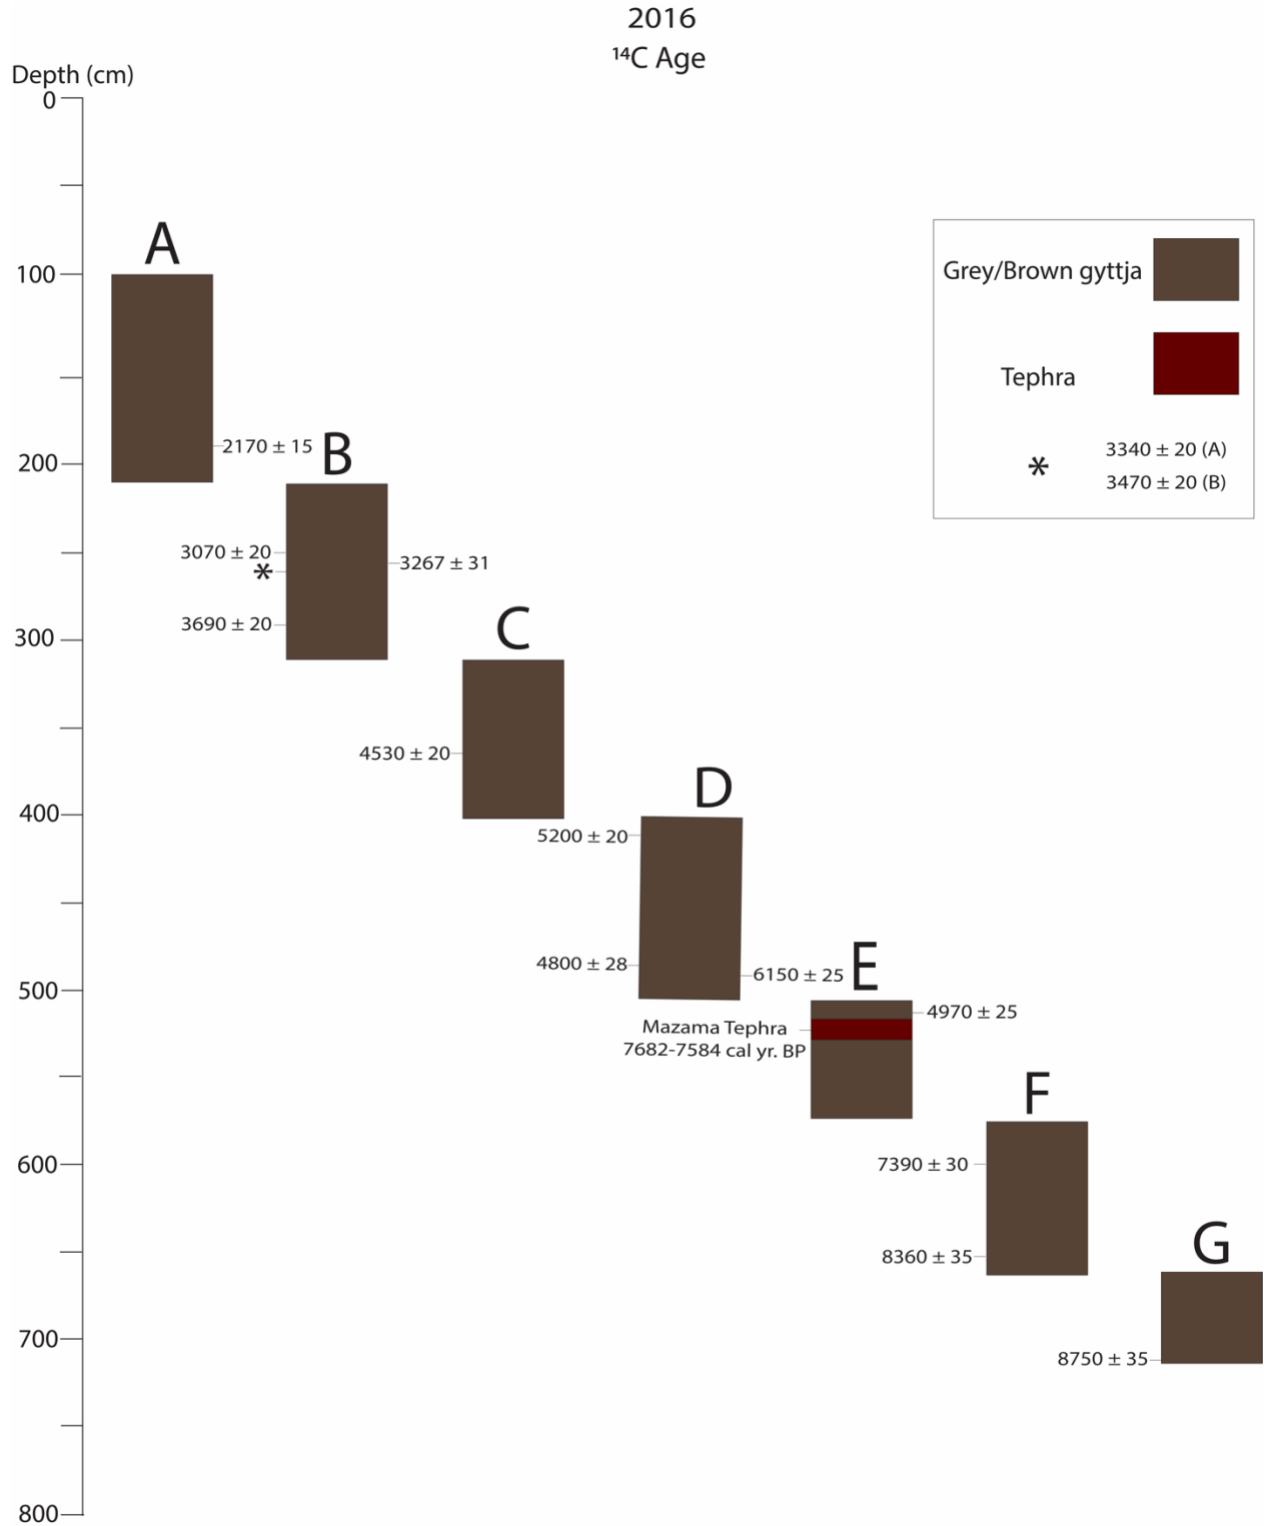 2016
¹⁴C Age
Depth (cm)
0
A
100
Grey/Brown gyttja
Tephra
2170 ± 15
B
200
3340 ± 20 (A)
*
3470 ± 20 (B)
3070 ± 20
*
3267 ± 31
3690 ± 20
300
C
4530 ± 20
D
400
5200 ± 20
4800 ± 28
6150 ± 25
E
500
4970 ± 25
Mazama Tephra
7682-7584 cal yr. BP
F
600
7390 ± 30
8360 ± 35
G
700
8750 ± 35
800